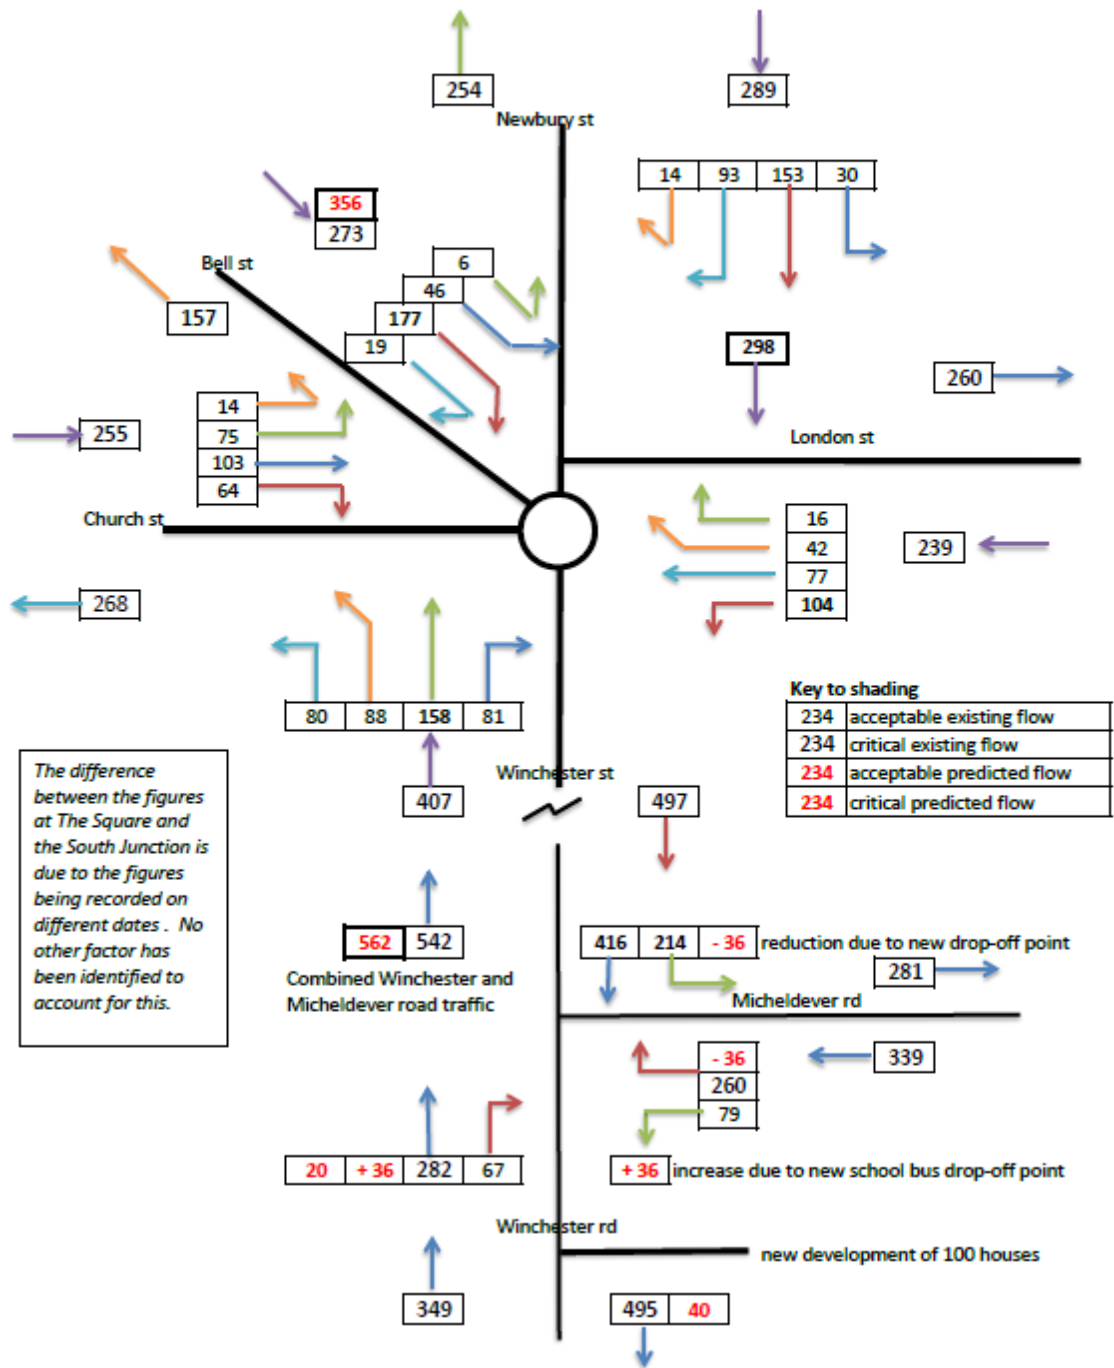 254
289
Newbury st
14 93 153 30
356
273
Bell st
6
46
177
19
157
298
260
14
75
103
64
255
London st
Church st
16
42
77
104
239
268
80 88 158 81
Key to shading
234 acceptable existing flow
234 critical existing flow
234 acceptable predicted flow
234 critical predicted flow
The difference
between the figures
at The Square and
the South Junction is
due to the figures
being recorded on
different dates . No
other factor has
been identified to
account for this.
Winchester st
407
497
562 542
Combined Winchester and
Micheldever road traffic
416 214 - 36 reduction due to new drop-off point
281
Micheldever rd
- 36
260
79
339
20 + 36 282 67
+ 36 increase due to new school bus drop-off point
Winchester rd
new development of 100 houses
349
495 40